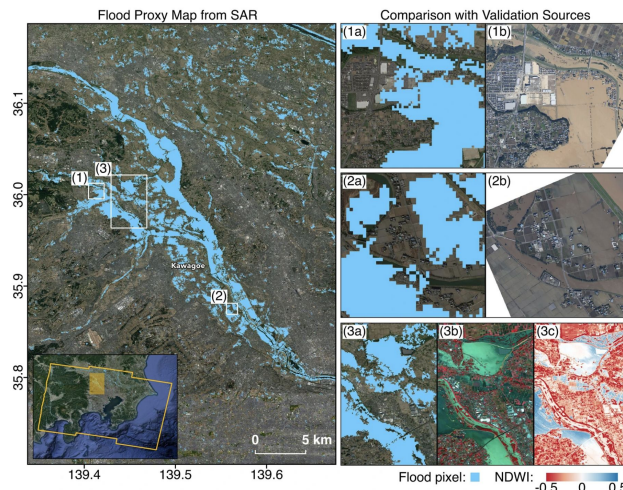 Flood Proxy Map from SAR
Comparison with Validation Sources
36.1
36.0
35.9
35.8
(1)
(3)
Kawagoe
(2)
0 5 km
139.4 139.5 139.6
(1a) (1b)
(2a) (2b)
(3a) (3b) (3c)
Flood pixel: NDWI:
-0.5 0.5